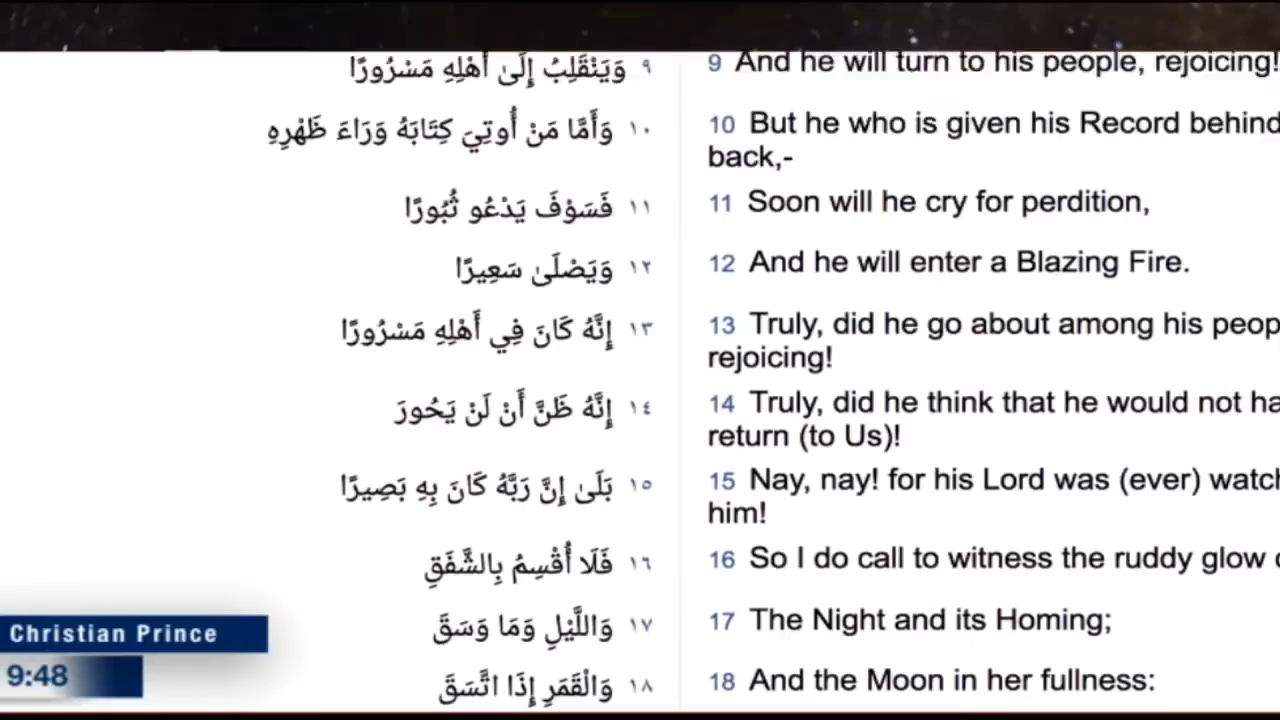 وَيَنْقَلِبُ إِلَىٰ أَهْلِهِ مَسْرُورًا ٩
9 And he will turn to his people, rejoicing!
وَأَمَّا مَنْ أُوتِيَ كِتَابَهُ وَرَاءَ ظَهْرِهِ ١٠
10 But he who is given his Record behind
back,-
فَسَوْفَ يَدْعُو ثُبُورًا ١١
11 Soon will he cry for perdition,
وَيَصْلَىٰ سَعِيرًا ١٢
12 And he will enter a Blazing Fire.
إِنَّهُ كَانَ فِي أَهْلِهِ مَسْرُورًا ١٣
13 Truly, did he go about among his peop
rejoicing!
إِنَّهُ ظَنَّ أَنْ لَنْ يَحُورَ ١٤
14 Truly, did he think that he would not ha
return (to Us)!
بَلَىٰ إِنَّ رَبَّهُ كَانَ بِهِ بَصِيرًا ١٥
15 Nay, nay! for his Lord was (ever) watch
him!
فَلَا أُقْسِمُ بِالشَّفَقِ ١٦
16 So I do call to witness the ruddy glow
وَاللَّيْلِ وَمَا وَسَقَ ١٧
17 The Night and its Homing;
وَالْقَمَرِ إِذَا اتَّسَقَ ١٨
18 And the Moon in her fullness:
Christian Prince
9:48